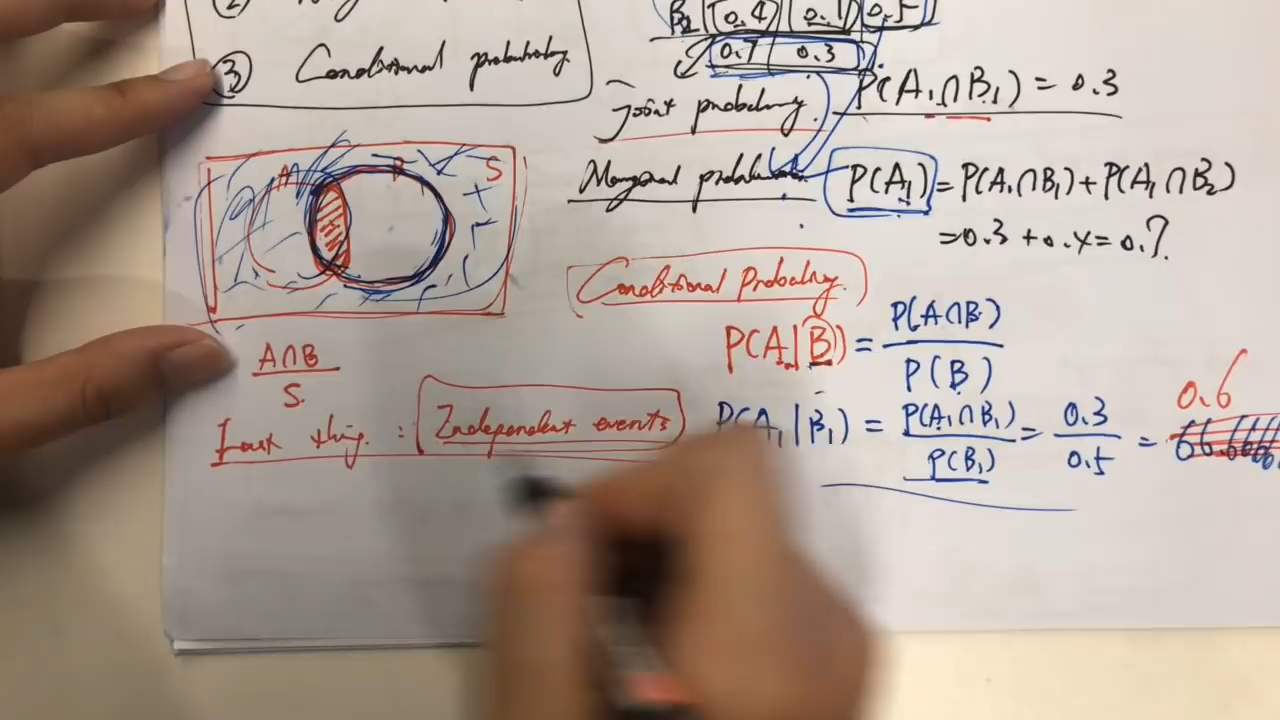 ②
③ Conditional probability
B₂ 0.4 0.1 0.5
0.7 0.3
Joint probability. P(A₁∩B₁) = 0.3
A B S
Marginal P(A₁) = P(A₁∩B₁) + P(A₁∩B₂)
= 0.3 + 0.4 = 0.7
Conditional Probability.
P(A|B) = P(A∩B) / P(B)
A∩B / S.
Last thing : Independent events
P(A₁|B₁) = P(A₁∩B₁) / P(B₁) = 0.3 / 0.5 = 0.6